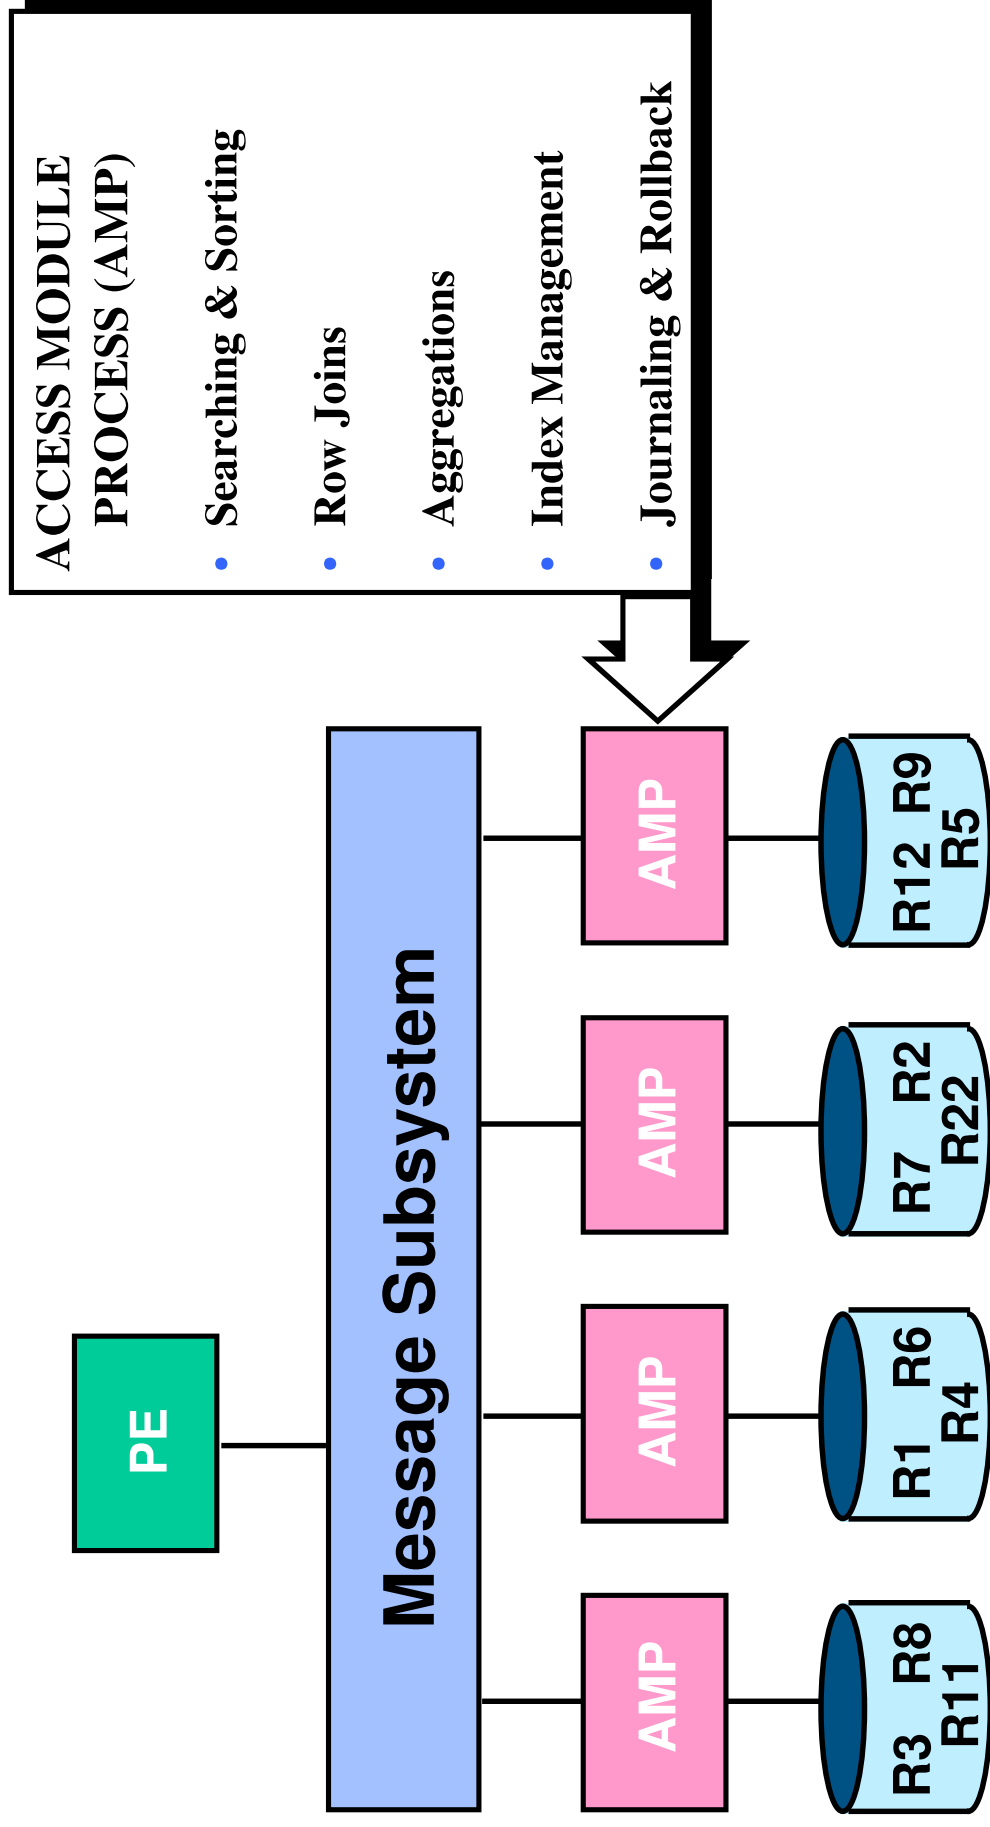 PE
Message Subsystem
AMP
AMP
AMP
AMP
R3 R8
R11
R1 R6
R4
R7 R2
R22
R12 R9
R5
ACCESS MODULE
PROCESS (AMP)
• Searching & Sorting
• Row Joins
• Aggregations
• Index Management
• Journaling & Rollback